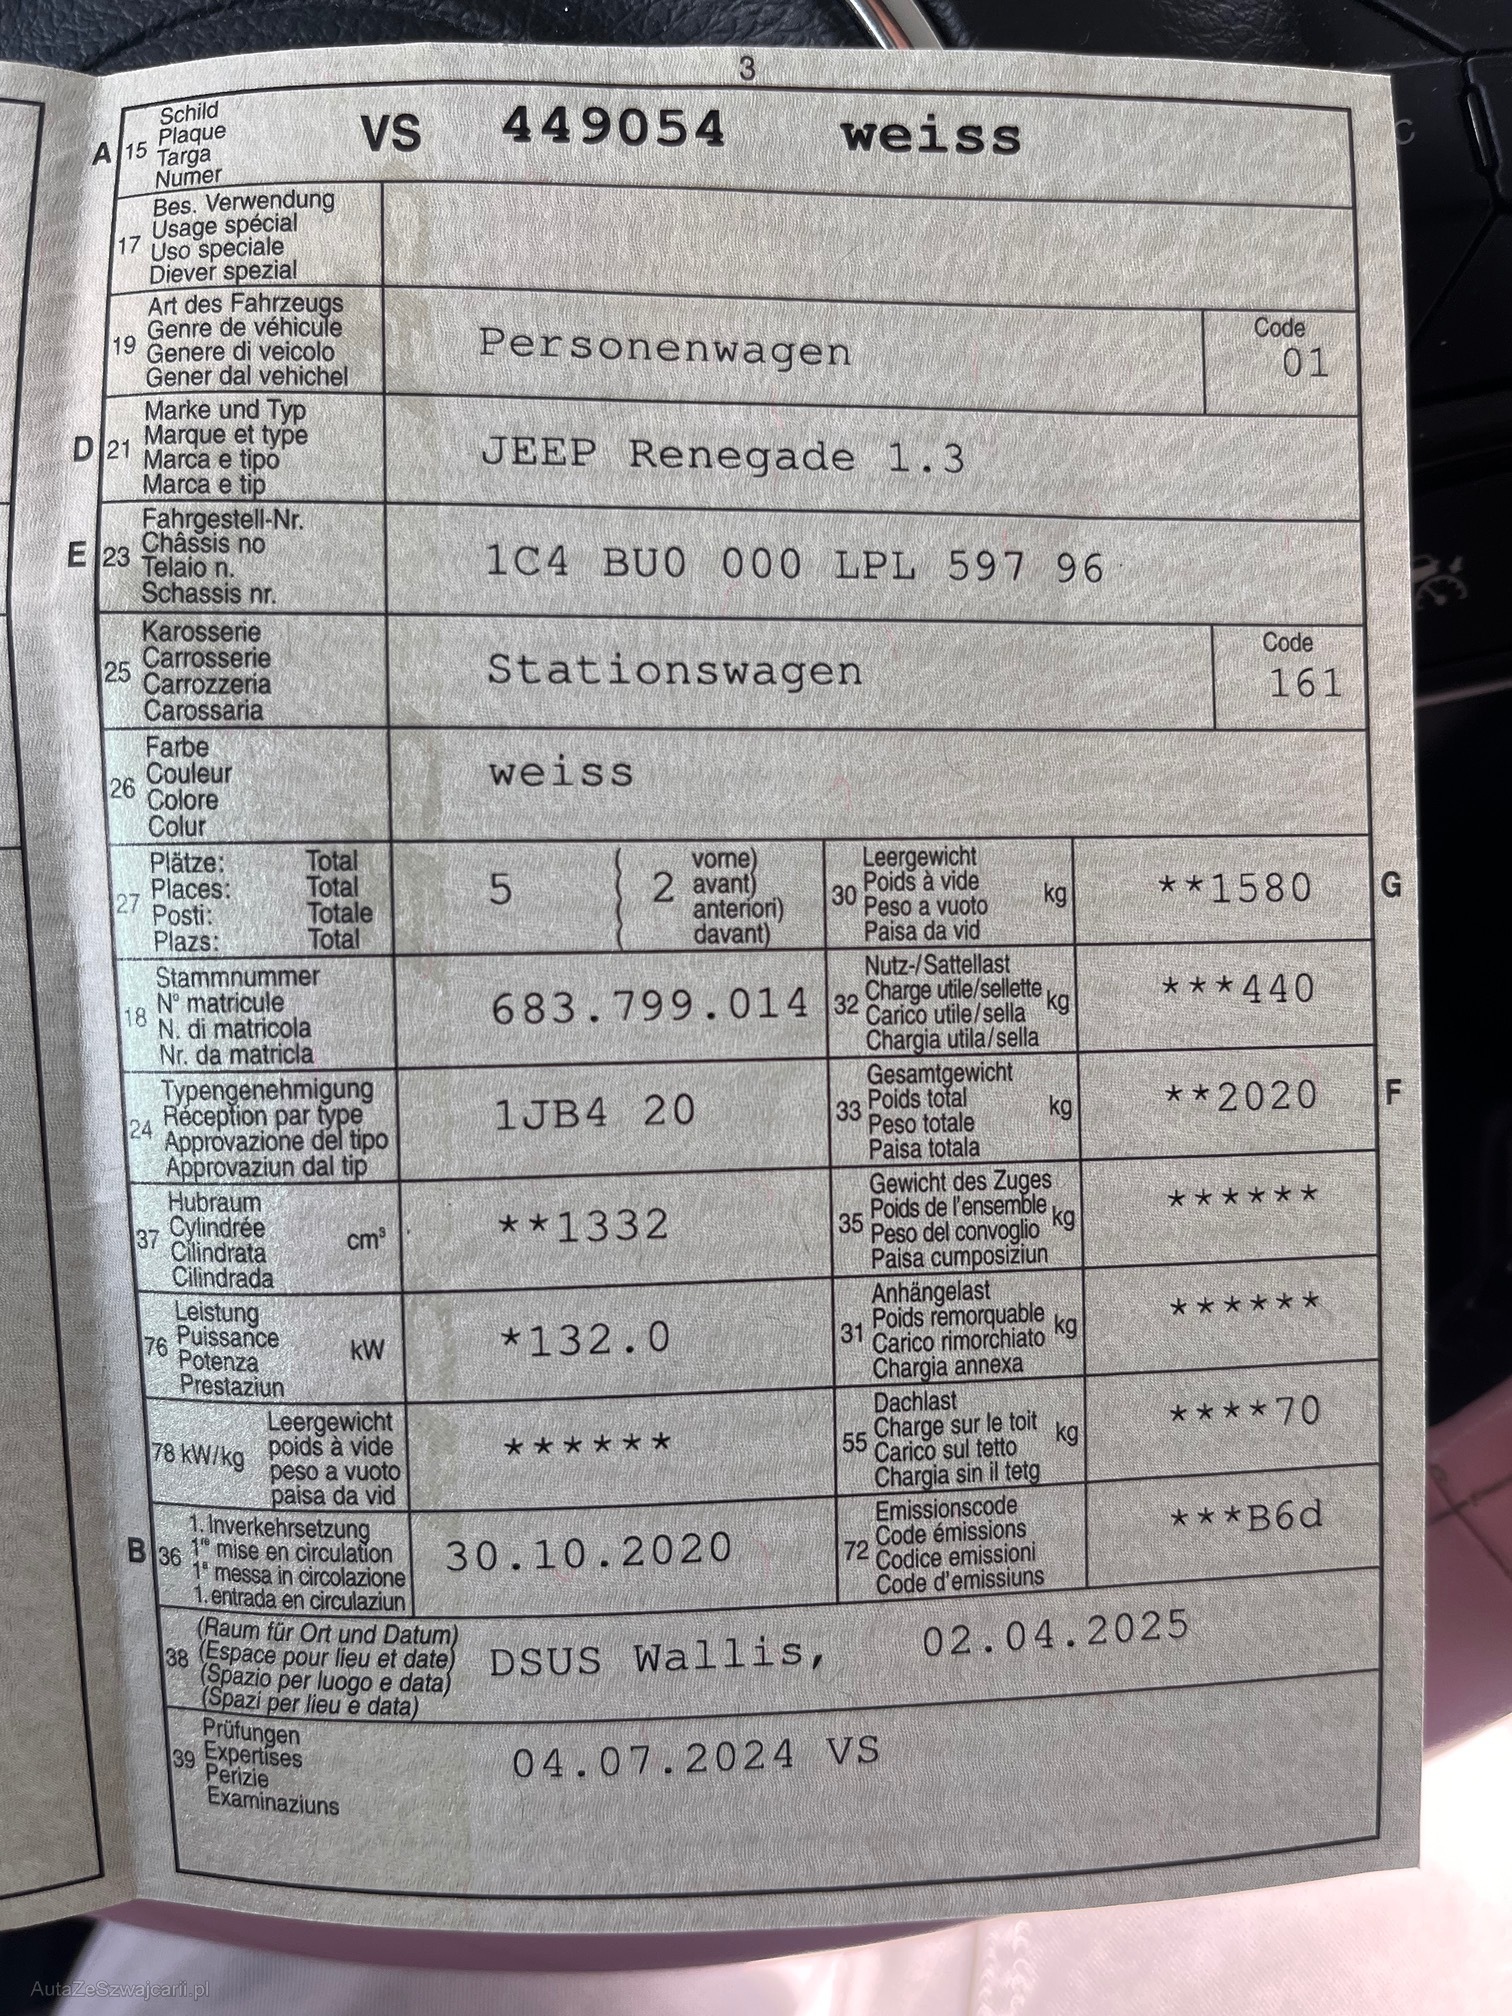 3
A 15 Schild
Plaque
Targa
Numer
VS 449054 weiss
17 Bes. Verwendung
Usage spécial
Uso speciale
Diever spezial
19 Art des Fahrzeugs
Genre de véhicule
Genere di veicolo
Gener dal vehichel
Personenwagen
Code
01
D 21 Marke und Typ
Marque et type
Marca e tipo
Marca e tip
JEEP Renegade 1.3
E 23 Fahrgestell-Nr.
Châssis no
Telaio n.
Schassis nr.
1C4 BU0 000 LPL 597 96
25 Karosserie
Carrosserie
Carrozzeria
Carossaria
Stationswagen
Code
161
26 Farbe
Couleur
Colore
Colur
weiss
27 Plätze: Total
Places: Total
Posti: Totale
Plazs: Total
5 ( 2 vorne)
( avant)
( anteriori)
( davant)
30 Leergewicht
Poids à vide kg
Peso a vuoto
Paisa da vid
**1580 G
18 Stammnummer
N° matricule
N. di matricola
Nr. da matricla
683.799.014
32 Nutz-/Sattellast
Charge utile/sellette kg
Carico utile/sella
Chargia utila/sella
***440
24 Typengenehmigung
Réception par type
Approvazione del tipo
Approvaziun dal tip
1JB4 20
33 Gesamtgewicht
Poids total kg
Peso totale
Paisa totala
**2020 F
37 Hubraum
Cylindrée cm³
Cilindrata
Cilindrada
**1332
35 Gewicht des Zuges
Poids de l'ensemble kg
Peso del convoglio
Paisa cumposiziun
******
76 Leistung
Puissance kW
Potenza
Prestaziun
*132.0
31 Anhängelast
Poids remorquable kg
Carico rimorchiato
Chargia annexa
******
78 kW/kg Leergewicht
poids à vide
peso a vuoto
paisa da vid
******
55 Dachlast
Charge sur le toit kg
Carico sul tetto
Chargia sin il tetg
****70
B 36 1. Inverkehrsetzung
1re mise en circulation
1a messa in circolazione
1. entrada en circulaziun
30.10.2020
72 Emissionscode
Code émissions
Codice emissioni
Code d'emissiuns
***B6d
38 (Raum für Ort und Datum)
(Espace pour lieu et date)
(Spazio per luogo e data)
(Spazi per lieu e data)
DSUS Wallis, 02.04.2025
39 Prüfungen
Expertises
Perizie
Examinaziuns
04.07.2024 VS
AutaZeSzwajcarii.pl